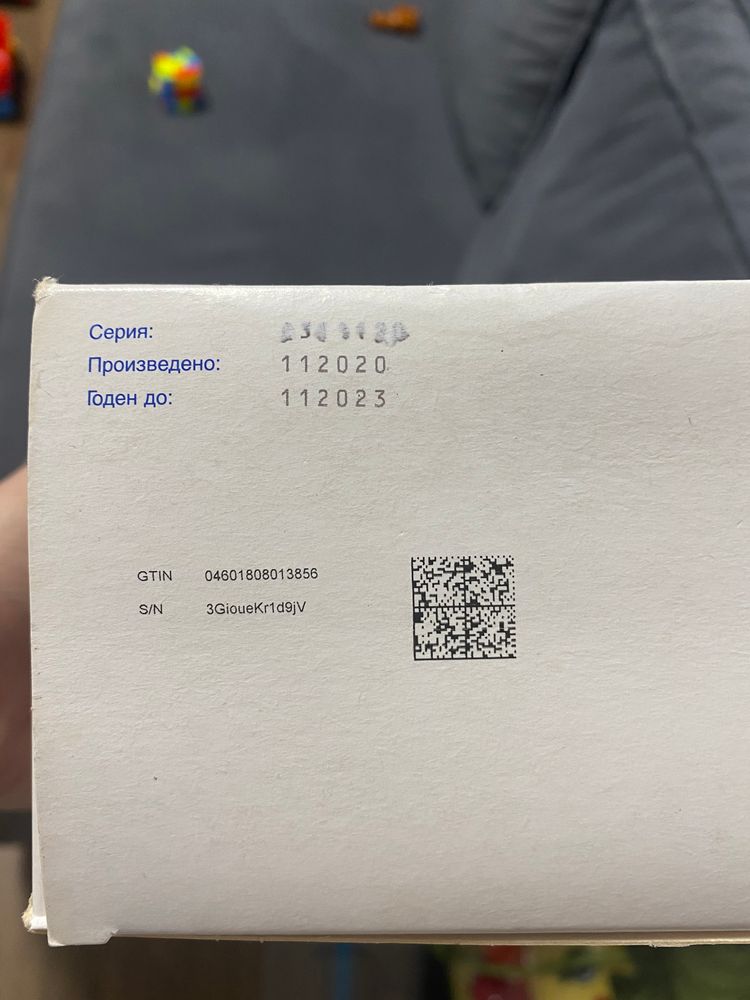 Серия:
Произведено: 112020
Годен до: 112023
GTIN 04601808013856
S/N 3GioueKr1d9jV